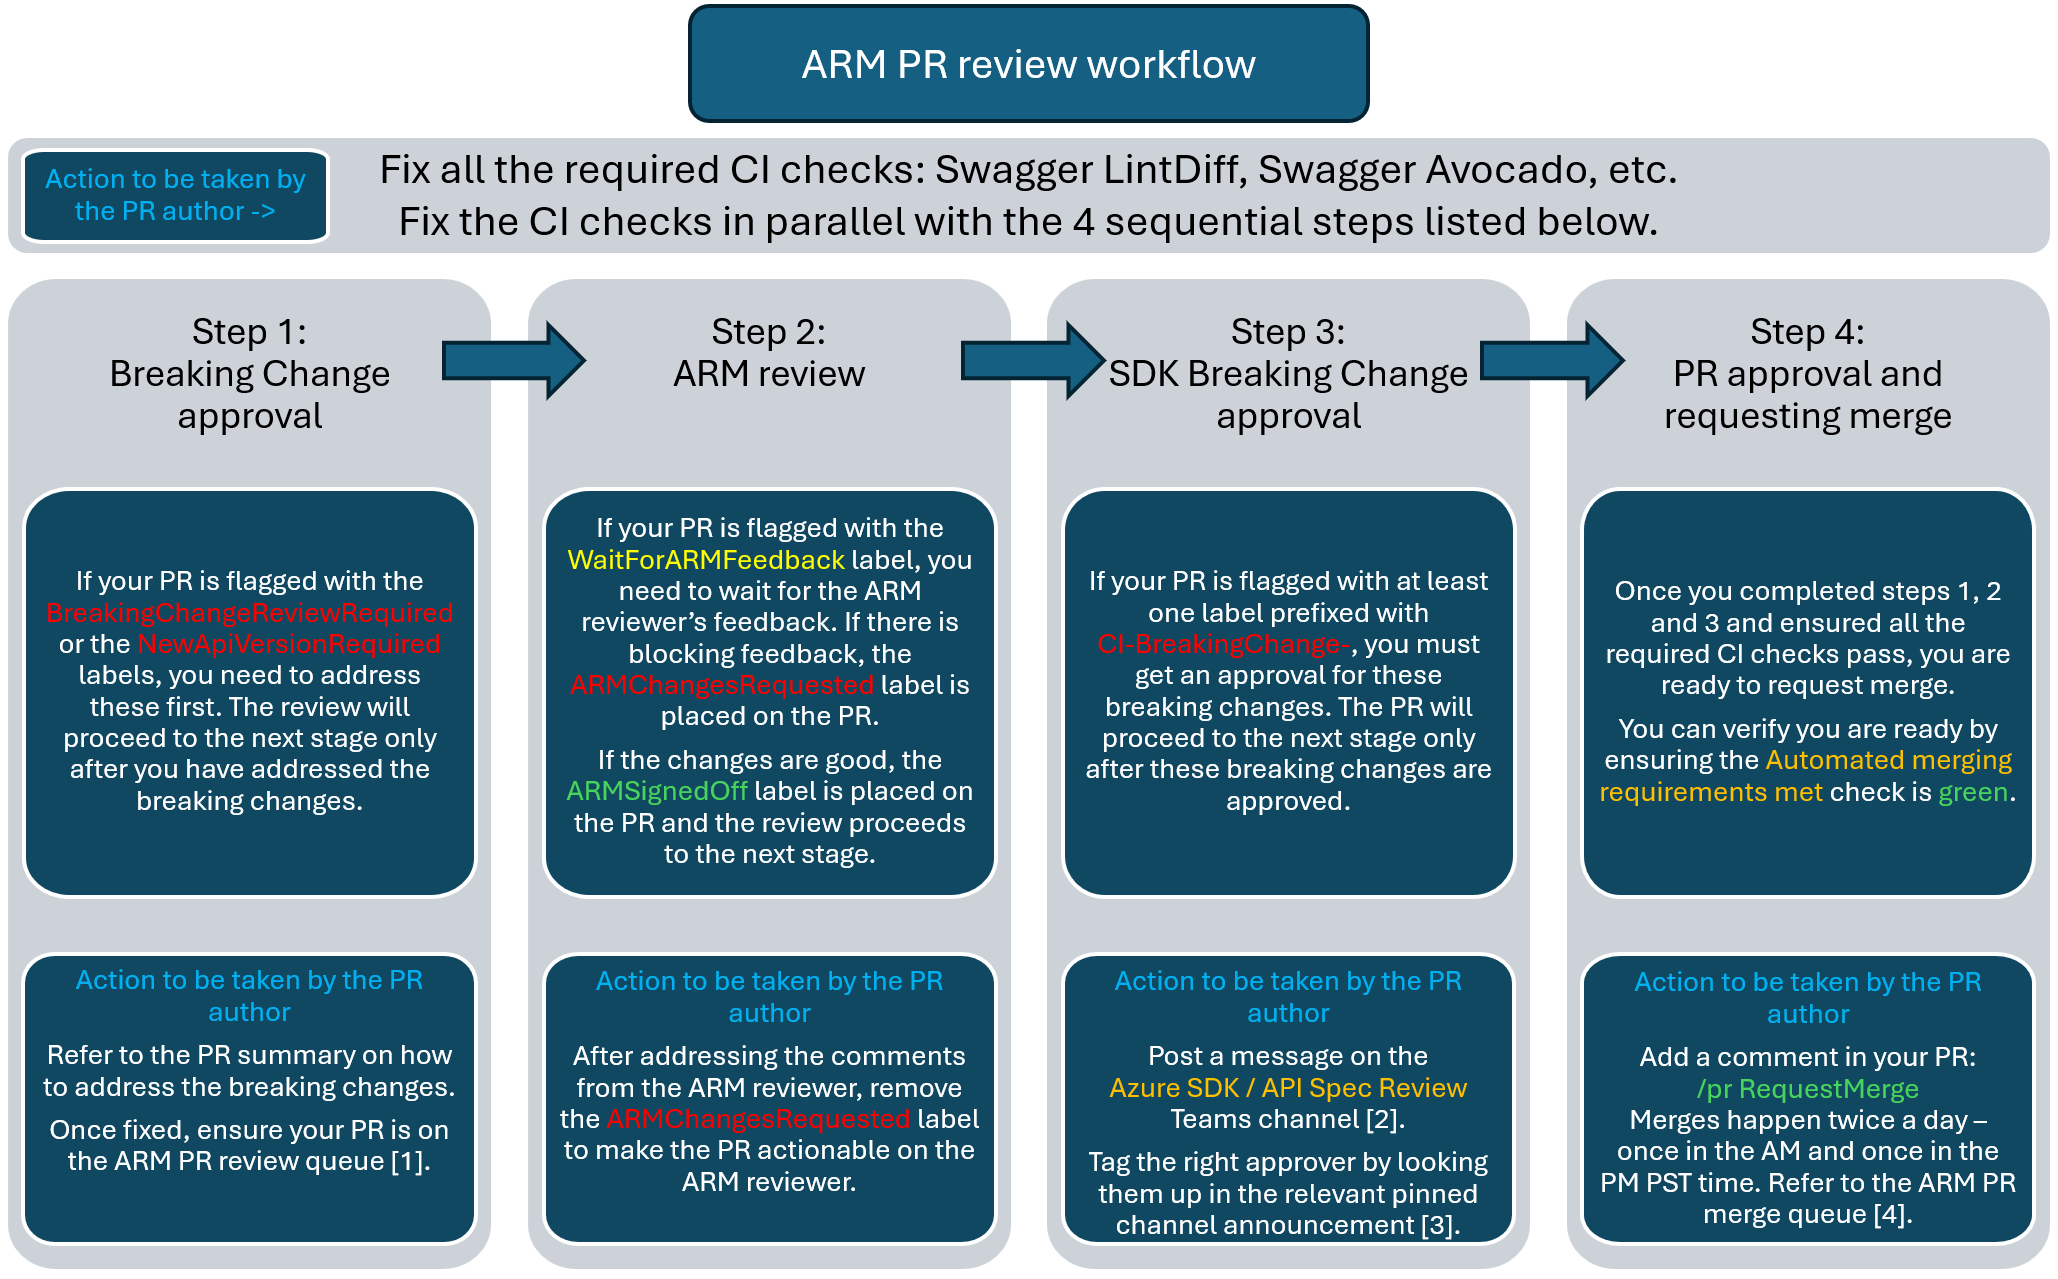 ARM PR review workflow
Action to be taken by
the PR author ->
Fix all the required CI checks: Swagger LintDiff, Swagger Avocado, etc.
Fix the CI checks in parallel with the 4 sequential steps listed below.
Step 1:
Breaking Change
approval
If your PR is flagged with the
BreakingChangeReviewRequired
or the NewApiVersionRequired
labels, you need to address
these first. The review will
proceed to the next stage only
after you have addressed the
breaking changes.
Action to be taken by the PR
author
Refer to the PR summary on how
to address the breaking changes.
Once fixed, ensure your PR is on
the ARM PR review queue [1].
Step 2:
ARM review
If your PR is flagged with the
WaitForARMFeedback label, you
need to wait for the ARM
reviewer’s feedback. If there is
blocking feedback, the
ARMChangesRequested label is
placed on the PR.
If the changes are good, the
ARMSignedOff label is placed on
the PR and the review proceeds
to the next stage.
Action to be taken by the PR
author
After addressing the comments
from the ARM reviewer, remove
the ARMChangesRequested label
to make the PR actionable on the
ARM reviewer.
Step 3:
SDK Breaking Change
approval
If your PR is flagged with at least
one label prefixed with
CI-BreakingChange-, you must
get an approval for these
breaking changes. The PR will
proceed to the next stage only
after these breaking changes are
approved.
Action to be taken by the PR
author
Post a message on the
Azure SDK / API Spec Review
Teams channel [2].
Tag the right approver by looking
them up in the relevant pinned
channel announcement [3].
Step 4:
PR approval and
requesting merge
Once you completed steps 1, 2
and 3 and ensured all the
required CI checks pass, you are
ready to request merge.
You can verify you are ready by
ensuring the Automated merging
requirements met check is green.
Action to be taken by the PR
author
Add a comment in your PR:
/pr RequestMerge
Merges happen twice a day –
once in the AM and once in the
PM PST time. Refer to the ARM PR
merge queue [4].